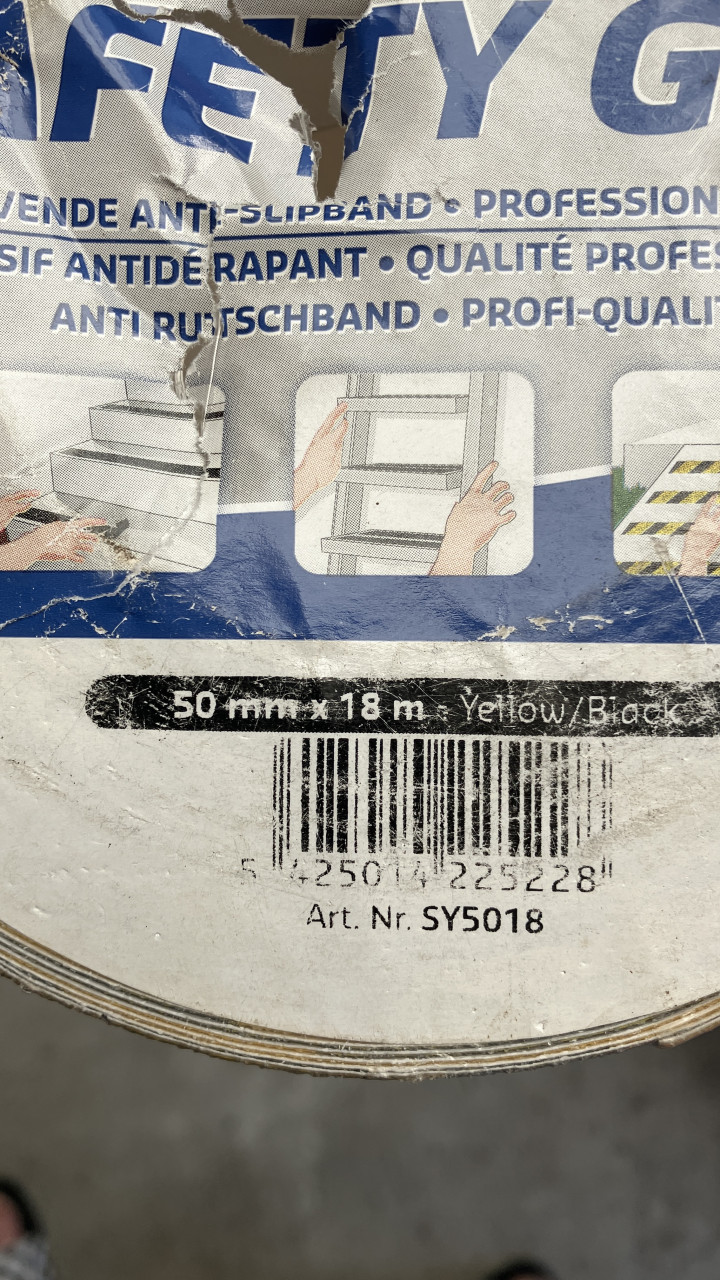 AFETY G
VENDE ANTI-SLIPBAND • PROFESSION
SIF ANTIDÉRAPANT • QUALITÉ PROFES
ANTI RUTSCHBAND • PROFI-QUALI
50 mm x 18 m - Yellow/Black
5 425014 225228
Art. Nr. SY5018